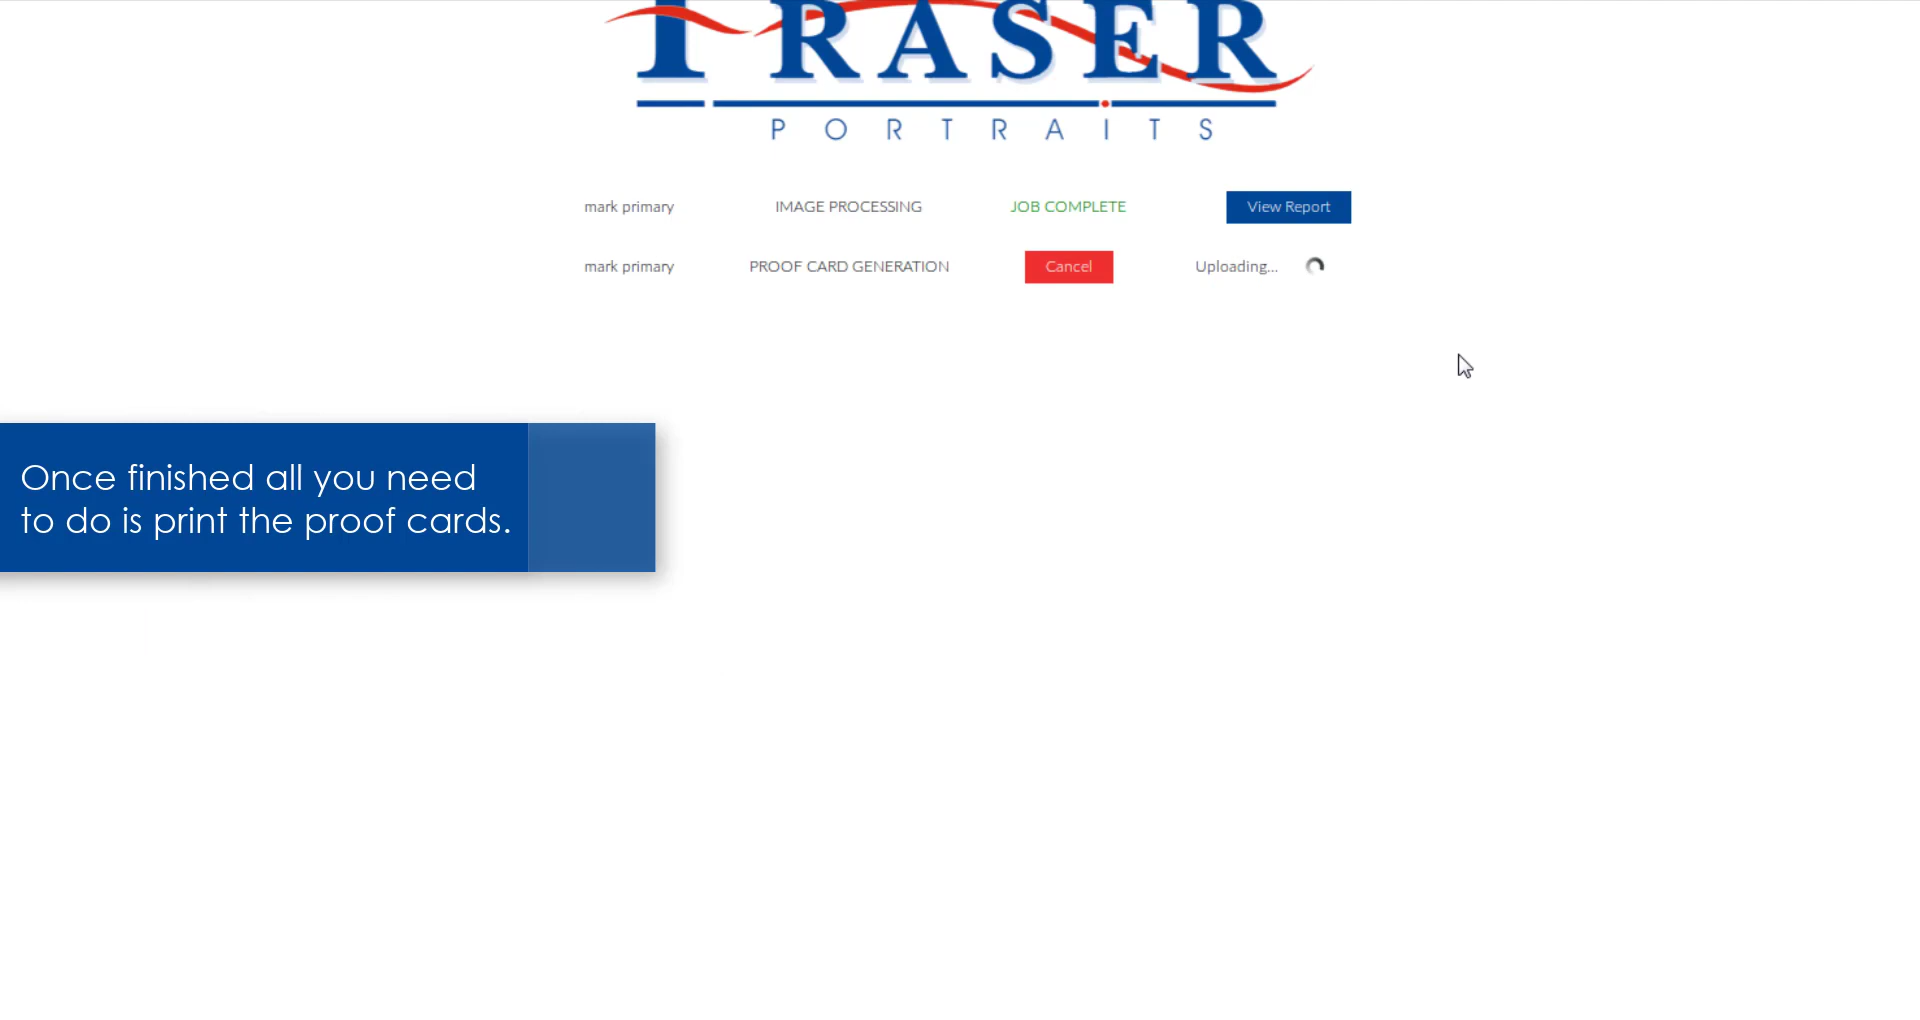 FRASER
PORTRAITS
mark primary IMAGE PROCESSING JOB COMPLETE View Report
mark primary PROOF CARD GENERATION Cancel Uploading...
Once finished all you need
to do is print the proof cards.